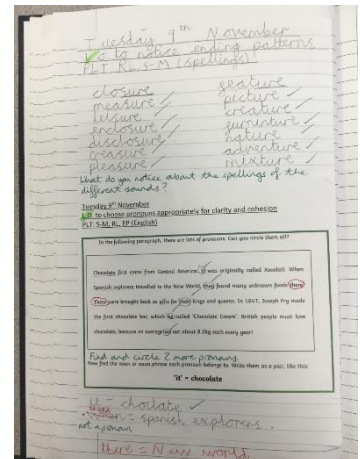 Tuesday 9th November
LO to notice ending patterns
PLT. RL. S-M (spellings)
closure feature
measure picture
leisure creature
enclosure furninture
disclosure nature
treasure adventure
pleasure mixture
What do you notice about the spellings of the
different sounds?
Tuesday 9th November
L.O. to choose pronouns appropriately for clarity and cohesion
PLT: S-M, RL, EP (English)
In the following paragraph, there are lots of pronouns. Can you circle them all?
Chocolate first came from Central America. It was originally called Xocolatl. When
Spanish explorers travelled to the New World, they found many unknown foods there.
These were brought back as gifts for their kings and queens. In 1847, Joseph Fry made
the first chocolate bar, which he called 'Chocolate Cream'. British people must love
chocolate, because on average eat about 8.3kg each every year!
Find and circle 2 more pronouns.
Now find the noun or noun phrase each pronoun belongs to. Write them as a pair, like this:
"it" = chocolate
it = choclate
= spanish explorers.
not a pronoun
there = New world